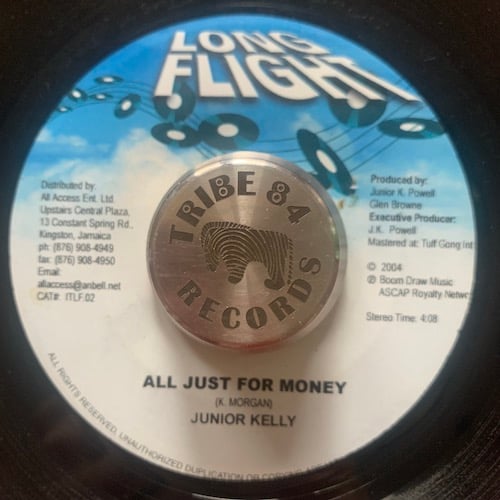 LONG
FLIGHT
Distributed by:
All Access Ent. Ltd.
Upstairs Central Plaza,
13 Constant Spring Rd.,
Kingston, Jamaica
ph: (876) 908-4949
fax: (876) 908-4950
Email:
allaccess@anbell.net
CAT#: ITLF.02
TRIBE 84
RECORDS
Produced by:
Junior K. Powell
Glen Browne
Executive Producer:
J.K. Powell
Mastered at: Tuff Gong Int
© 2004
℗ Boom Draw Music
ASCAP Royalty Netwo
Stereo Time: 4:08
ALL JUST FOR MONEY
(K. MORGAN)
JUNIOR KELLY
ALL RIGHTS RESERVED, UNAUTHORIZED DUPLICATION OR